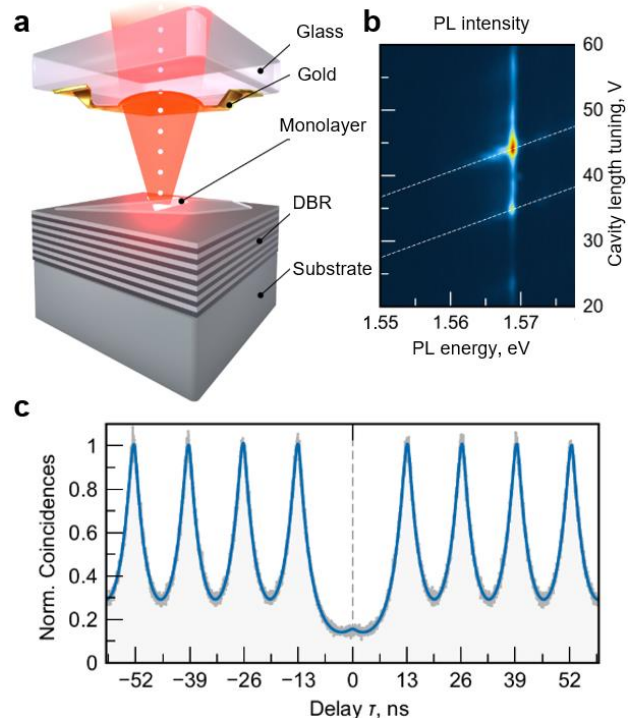 a
Glass
Gold
Monolayer
DBR
Substrate
b
PL intensity
60
50
40
30
20
Cavity length tuning, V
1.55 1.56 1.57
PL energy, eV
c
Norm. Coincidences
1
0.8
0.6
0.4
0.2
0
−52 −39 −26 −13 0 13 26 39 52
Delay τ, ns